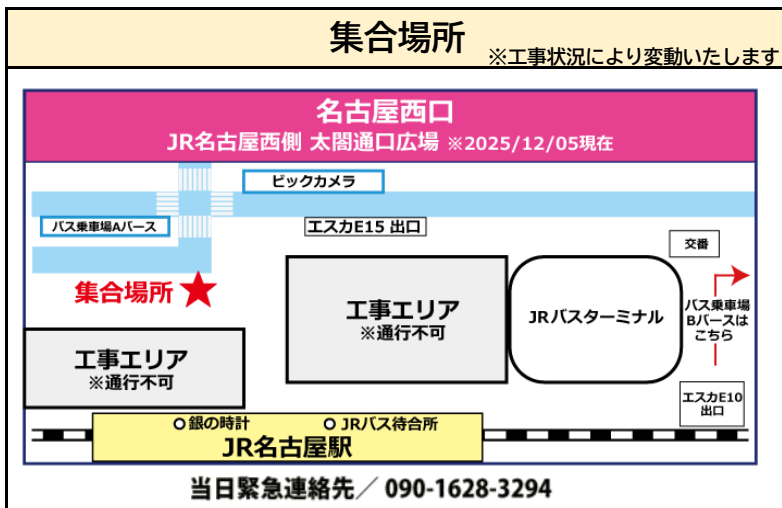 集合場所
※工事状況により変動いたします
名古屋西口
JR名古屋西側 太閤通口広場 ※2025/12/05現在
ビックカメラ
バス乗車場Aバース
エスカE15 出口
交番
集合場所
工事エリア
※通行不可
JRバスターミナル
バス乗車場
Bバースは
こちら
工事エリア
※通行不可
エスカE10
出口
銀の時計
JRバス待合所
JR名古屋駅
当日緊急連絡先／ 090-1628-3294